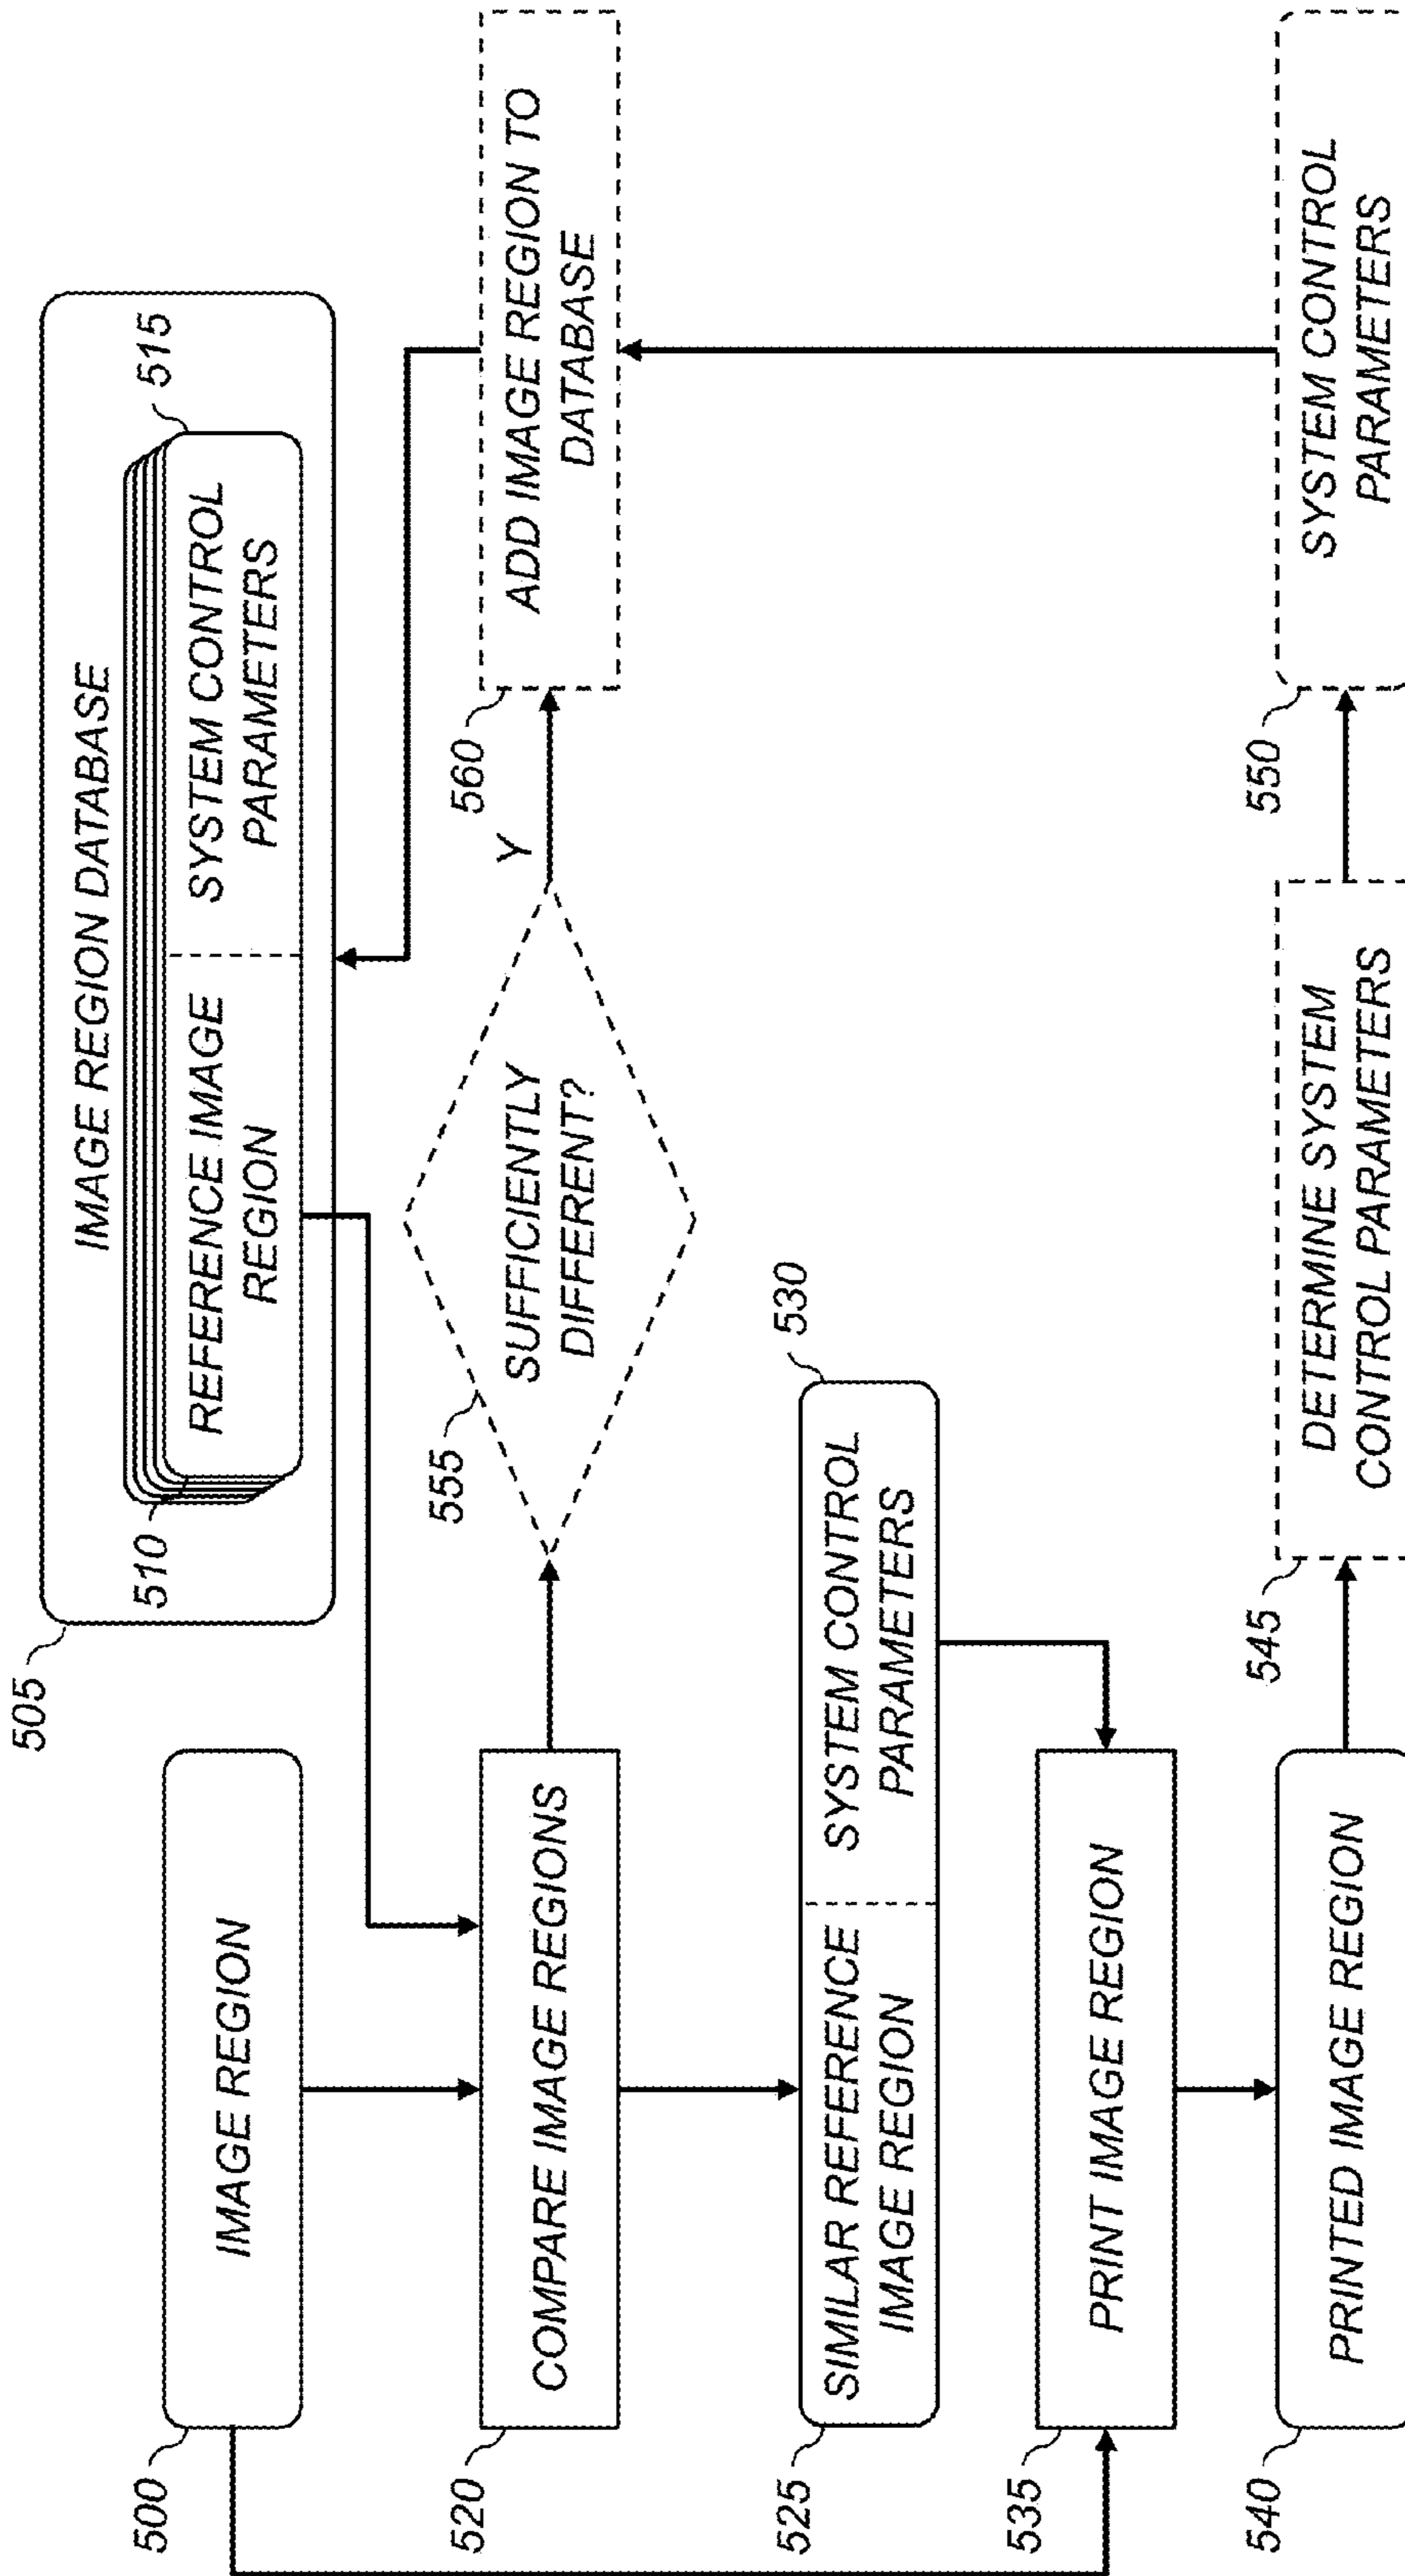 505
IMAGE REGION DATABASE
500
IMAGE REGION
510
REFERENCE IMAGE
REGION
SYSTEM CONTROL
PARAMETERS
515
520
COMPARE IMAGE REGIONS
555
SUFFICIENTLY
DIFFERENT?
Y
560
ADD IMAGE REGION TO
DATABASE
525
SIMILAR REFERENCE
IMAGE REGION
SYSTEM CONTROL
PARAMETERS
530
535
PRINT IMAGE REGION
540
PRINTED IMAGE REGION
545
DETERMINE SYSTEM
CONTROL PARAMETERS
550
SYSTEM CONTROL
PARAMETERS